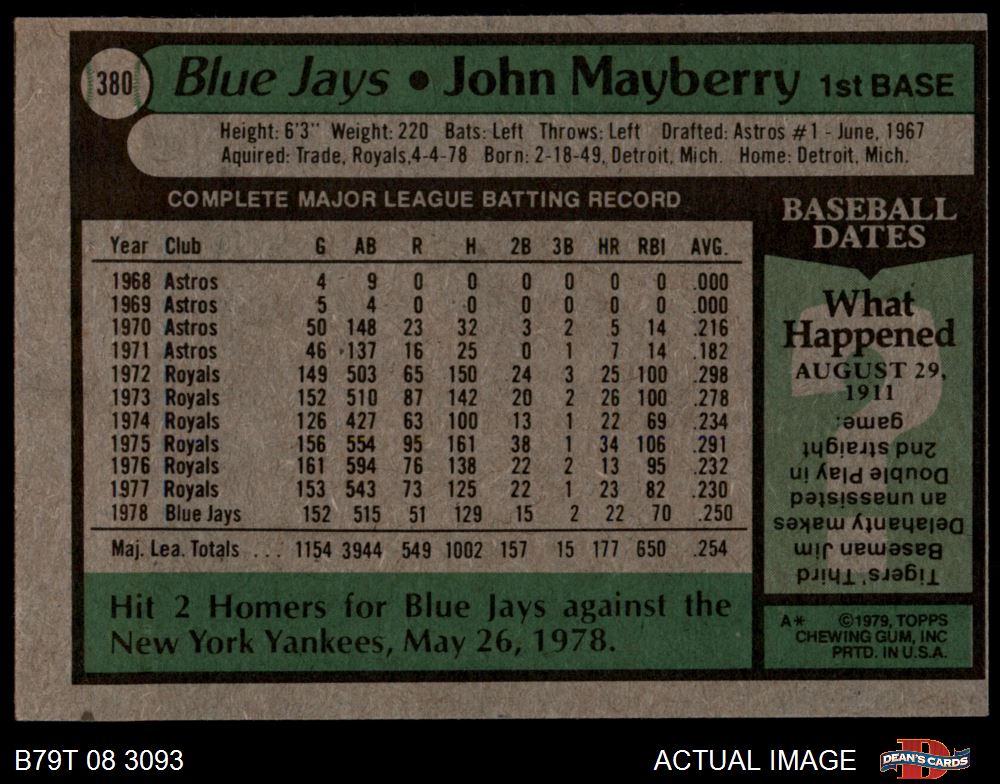 380 Blue Jays • John Mayberry 1st BASE
Height: 6'3" Weight: 220 Bats: Left Throws: Left Drafted: Astros #1 - June, 1967
Aquired: Trade, Royals,4-4-78 Born: 2-18-49, Detroit, Mich. Home: Detroit, Mich.
COMPLETE MAJOR LEAGUE BATTING RECORD
Year Club G AB R H 2B 3B HR RBI AVG.
1968 Astros 4 9 0 0 0 0 0 0 .000
1969 Astros 5 4 0 0 0 0 0 0 .000
1970 Astros 50 148 23 32 3 2 5 14 .216
1971 Astros 46 137 16 25 0 1 7 14 .182
1972 Royals 149 503 65 150 24 3 25 100 .298
1973 Royals 152 510 87 142 20 2 26 100 .278
1974 Royals 126 427 63 100 13 1 22 69 .234
1975 Royals 156 554 95 161 38 1 34 106 .291
1976 Royals 161 594 76 138 22 2 13 95 .232
1977 Royals 153 543 73 125 22 1 23 82 .230
1978 Blue Jays 152 515 51 129 15 2 22 70 .250
Maj. Lea. Totals ... 1154 3944 549 1002 157 15 177 650 .254
Hit 2 Homers for Blue Jays against the
New York Yankees, May 26, 1978.
BASEBALL
DATES
What
Happened
AUGUST 29,
1911
Tigers' Third
Baseman Jim
Delahanty makes
an unassisted
Double Play in
2nd straight
game.
A* ©1979, TOPPS
CHEWING GUM, INC
PRTD. IN U.S.A.
B79T 08 3093
ACTUAL IMAGE
D
DEAN'S CARDS